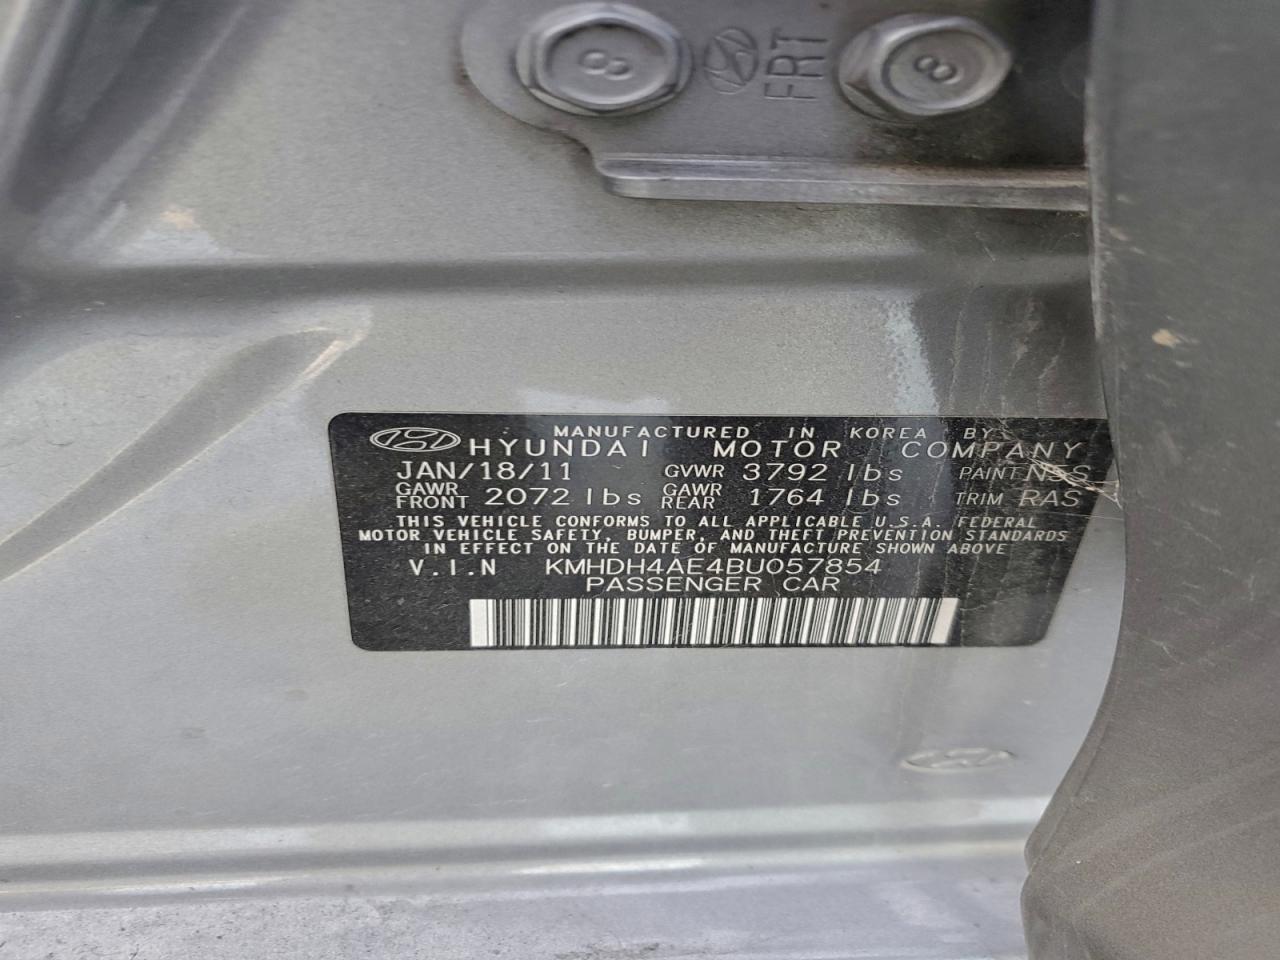 8 FRT 8
MANUFACTURED IN KOREA BY
HYUNDAI MOTOR COMPANY
JAN/18/11 GVWR 3792 lbs PAINT NSS
GAWR FRONT 2072 lbs GAWR REAR 1764 lbs TRIM RAS
THIS VEHICLE CONFORMS TO ALL APPLICABLE U.S.A. FEDERAL
MOTOR VEHICLE SAFETY, BUMPER, AND THEFT PREVENTION STANDARDS
IN EFFECT ON THE DATE OF MANUFACTURE SHOWN ABOVE
V.I.N KMHDH4AE4BU057854
PASSENGER CAR